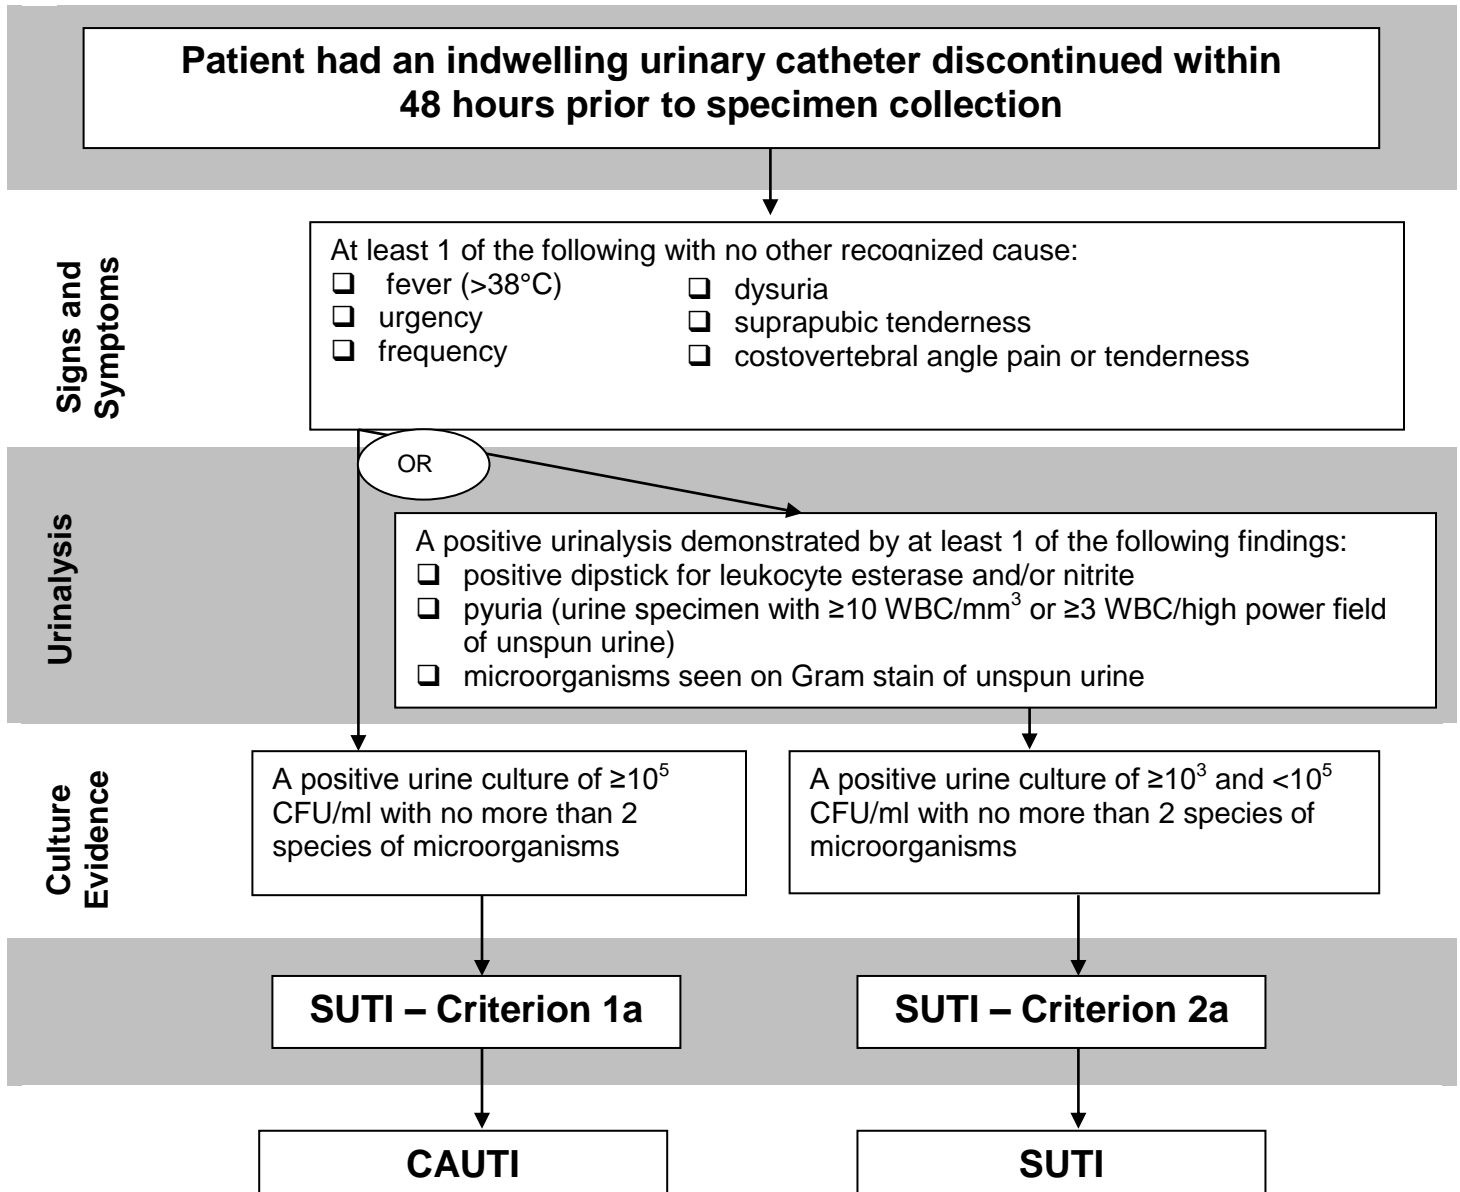 Patient had an indwelling urinary catheter discontinued within
48 hours prior to specimen collection
Signs and
Symptoms
At least 1 of the following with no other recognized cause:
❑ fever (>38°C)
❑ urgency
❑ frequency
❑ dysuria
❑ suprapubic tenderness
❑ costovertebral angle pain or tenderness
OR
Urinalysis
A positive urinalysis demonstrated by at least 1 of the following findings:
❑ positive dipstick for leukocyte esterase and/or nitrite
❑ pyuria (urine specimen with ≥10 WBC/mm³ or ≥3 WBC/high power field
of unspun urine)
❑ microorganisms seen on Gram stain of unspun urine
Culture
Evidence
A positive urine culture of ≥10⁵
CFU/ml with no more than 2
species of microorganisms
A positive urine culture of ≥10³ and <10⁵
CFU/ml with no more than 2 species of
microorganisms
SUTI – Criterion 1a
SUTI – Criterion 2a
CAUTI
SUTI